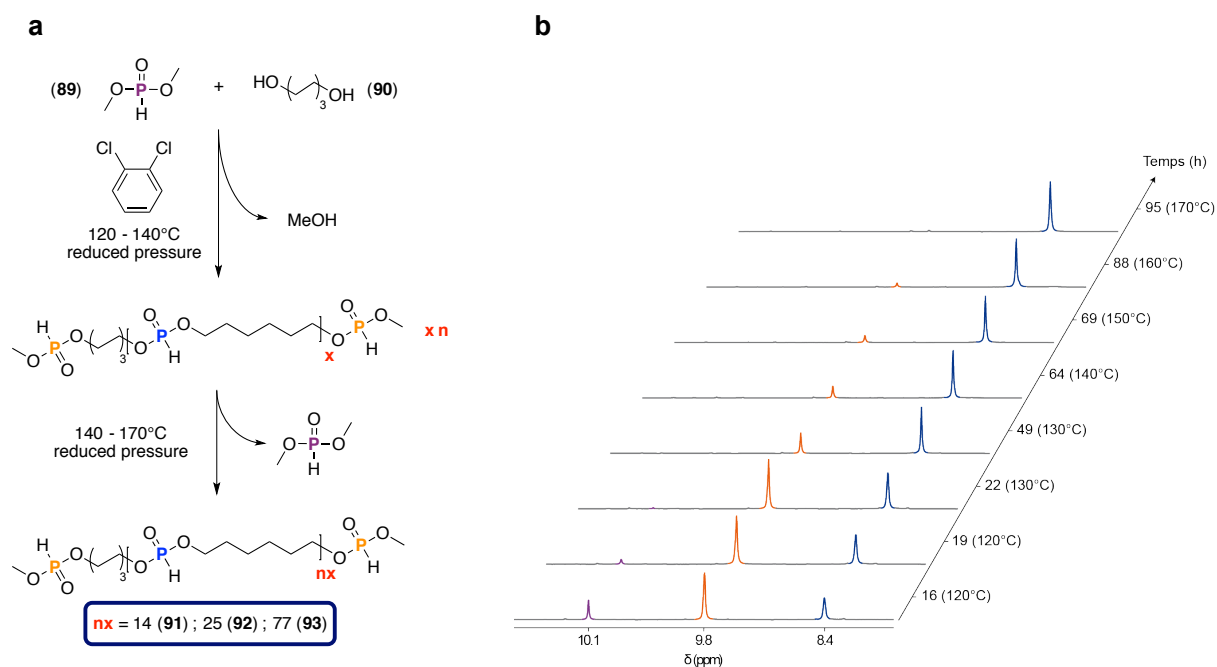 a
(89)
O
O
P
O
H
+
HO
3
OH
(90)
Cl
Cl
MeOH
120 - 140°C
reduced pressure
H
O
P
O
O
3
O
O
P
H
O
x
O
O
P
O
H
x n
140 - 170°C
reduced pressure
O
O
P
O
H
H
O
P
O
O
3
O
O
P
H
O
nx
O
O
P
O
H
nx = 14 (91) ; 25 (92) ; 77 (93)
b
Temps (h)
95 (170°C)
88 (160°C)
69 (150°C)
64 (140°C)
49 (130°C)
22 (130°C)
19 (120°C)
16 (120°C)
10.1 9.8 8.4
δ (ppm)